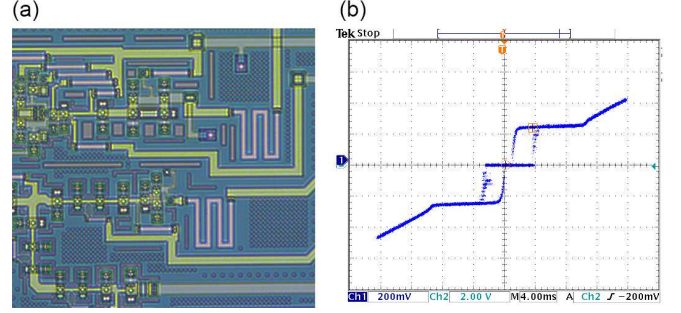 (a)
(b)
Tek Stop
T
1
Ch1 200mV Ch2 2.00 V M 4.00ms A Ch2 ∫ −200mV